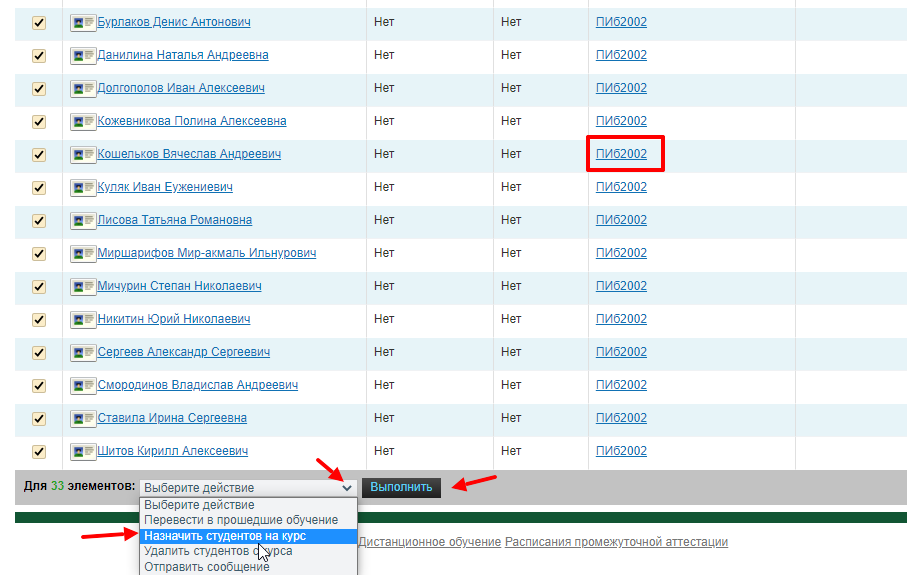 Бурлаков Денис Антонович Нет Нет ПИб2002
Данилина Наталья Андреевна Нет Нет ПИб2002
Долгополов Иван Алексеевич Нет Нет ПИб2002
Кожевникова Полина Алексеевна Нет Нет ПИб2002
Кошельков Вячеслав Андреевич Нет Нет ПИб2002
Куляк Иван Еужениевич Нет Нет ПИб2002
Лисова Татьяна Романовна Нет Нет ПИб2002
Миршарифов Мир-акмаль Ильнурович Нет Нет ПИб2002
Мичурин Степан Николаевич Нет Нет ПИб2002
Никитин Юрий Николаевич Нет Нет ПИб2002
Сергеев Александр Сергеевич Нет Нет ПИб2002
Смородинов Владислав Андреевич Нет Нет ПИб2002
Ставила Ирина Сергеевна Нет Нет ПИб2002
Шитов Кирилл Алексеевич Нет Нет ПИб2002
Для 33 элементов: Выберите действие Выполнить
Выберите действие
Перевести в прошедшие обучение
Назначить студентов на курс
Удалить студентов с курса
Отправить сообщение
Дистанционное обучение Расписания промежуточной аттестации